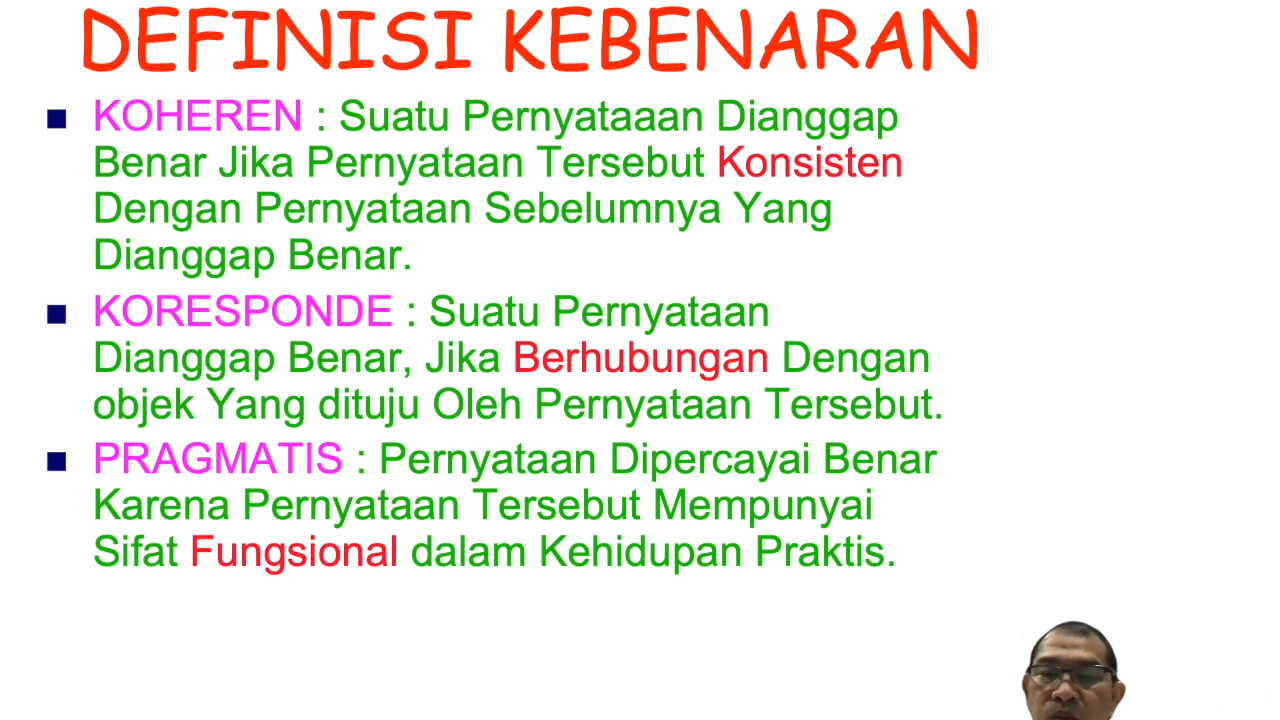 DEFINISI KEBENARAN
KOHEREN : Suatu Pernyataaan Dianggap
Benar Jika Pernyataan Tersebut Konsisten
Dengan Pernyataan Sebelumnya Yang
Dianggap Benar.
KORESPONDE : Suatu Pernyataan
Dianggap Benar, Jika Berhubungan Dengan
objek Yang dituju Oleh Pernyataan Tersebut.
PRAGMATIS : Pernyataan Dipercayai Benar
Karena Pernyataan Tersebut Mempunyai
Sifat Fungsional dalam Kehidupan Praktis.